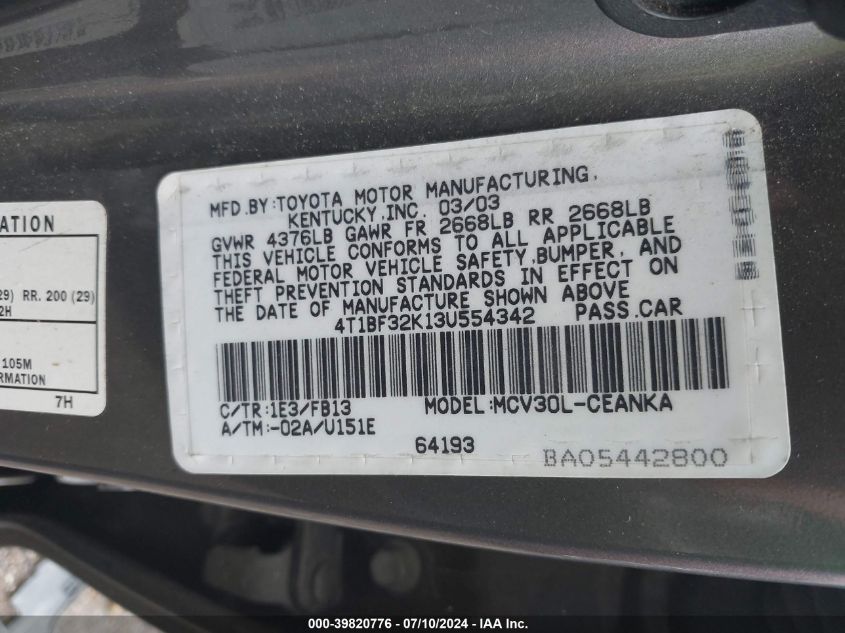 ATION
29) RR. 200 (29)
2H
105M
RMATION
7H
MFD.BY:TOYOTA MOTOR MANUFACTURING,
KENTUCKY,INC. 03/03
GVWR 4376LB GAWR FR 2668LB RR 2668LB
THIS VEHICLE CONFORMS TO ALL APPLICABLE
FEDERAL MOTOR VEHICLE SAFETY,BUMPER, AND
THEFT PREVENTION STANDARDS IN EFFECT ON
THE DATE OF MANUFACTURE SHOWN ABOVE
4T1BF32K13U554342 PASS.CAR
C/TR:1E3/FB13 MODEL:MCV30L-CEANKA
A/TM:-02A/U151E
64193
BA05442800
000-39820776 - 07/10/2024 - IAA Inc.